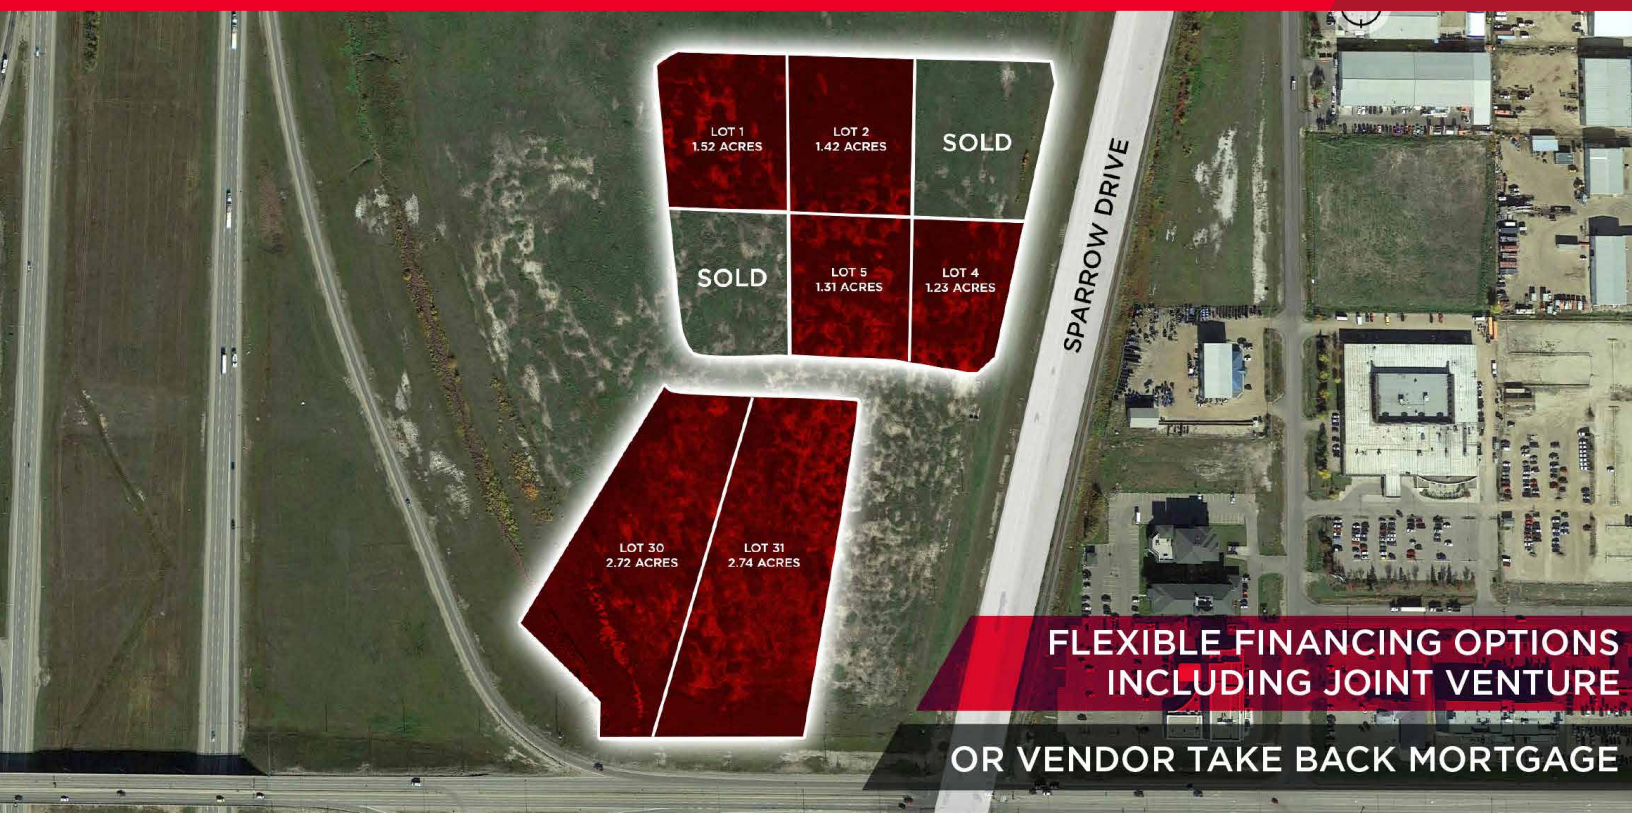 LOT 1
1.52 ACRES
LOT 2
1.42 ACRES
SOLD
SOLD
LOT 5
1.31 ACRES
LOT 4
1.23 ACRES
SPARROW DRIVE
LOT 30
2.72 ACRES
LOT 31
2.74 ACRES
FLEXIBLE FINANCING OPTIONS
INCLUDING JOINT VENTURE
OR VENDOR TAKE BACK MORTGAGE